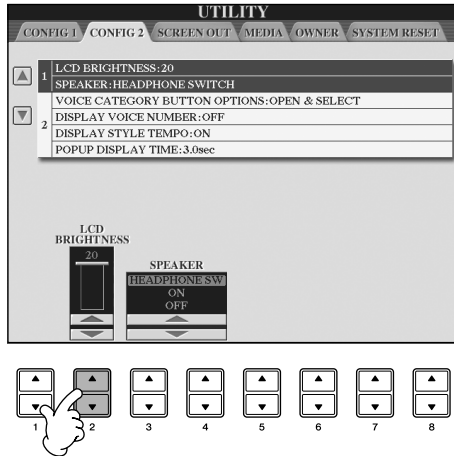 UTILITY
CONFIG 1 CONFIG 2 SCREEN OUT MEDIA OWNER SYSTEM RESET
1 LCD BRIGHTNESS:20
SPEAKER:HEADPHONE SWITCH
2 VOICE CATEGORY BUTTON OPTIONS:OPEN & SELECT
DISPLAY VOICE NUMBER:OFF
DISPLAY STYLE TEMPO:ON
POPUP DISPLAY TIME:3.0sec
LCD
BRIGHTNESS
20
SPEAKER
HEADPHONE SW
ON
OFF
1 2 3 4 5 6 7 8